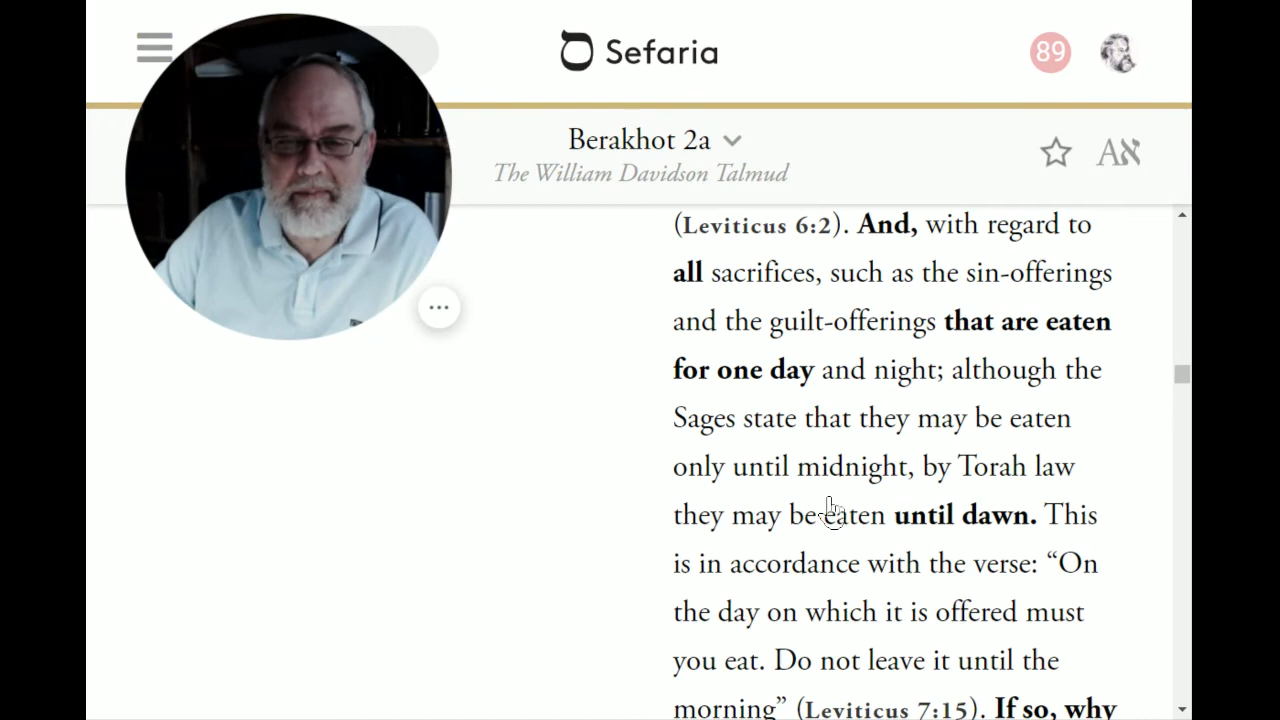 Sefaria
89
Berakhot 2a
The William Davidson Talmud
Aא
(Leviticus 6:2). And, with regard to
all sacrifices, such as the sin-offerings
and the guilt-offerings that are eaten
for one day and night; although the
Sages state that they may be eaten
only until midnight, by Torah law
they may be eaten until dawn. This
is in accordance with the verse: “On
the day on which it is offered must
you eat. Do not leave it until the
morning” (Leviticus 7:15). If so, why